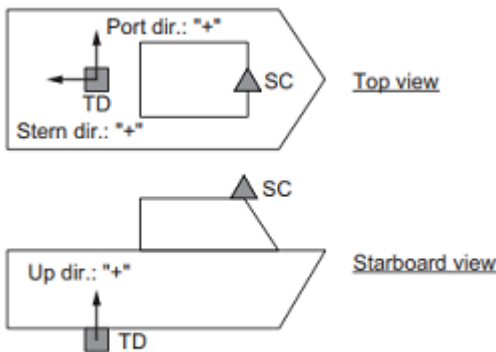 Port dir.: "+"
SC
Top view
TD
Stern dir.: "+"
SC
Starboard view
Up dir.: "+"
TD